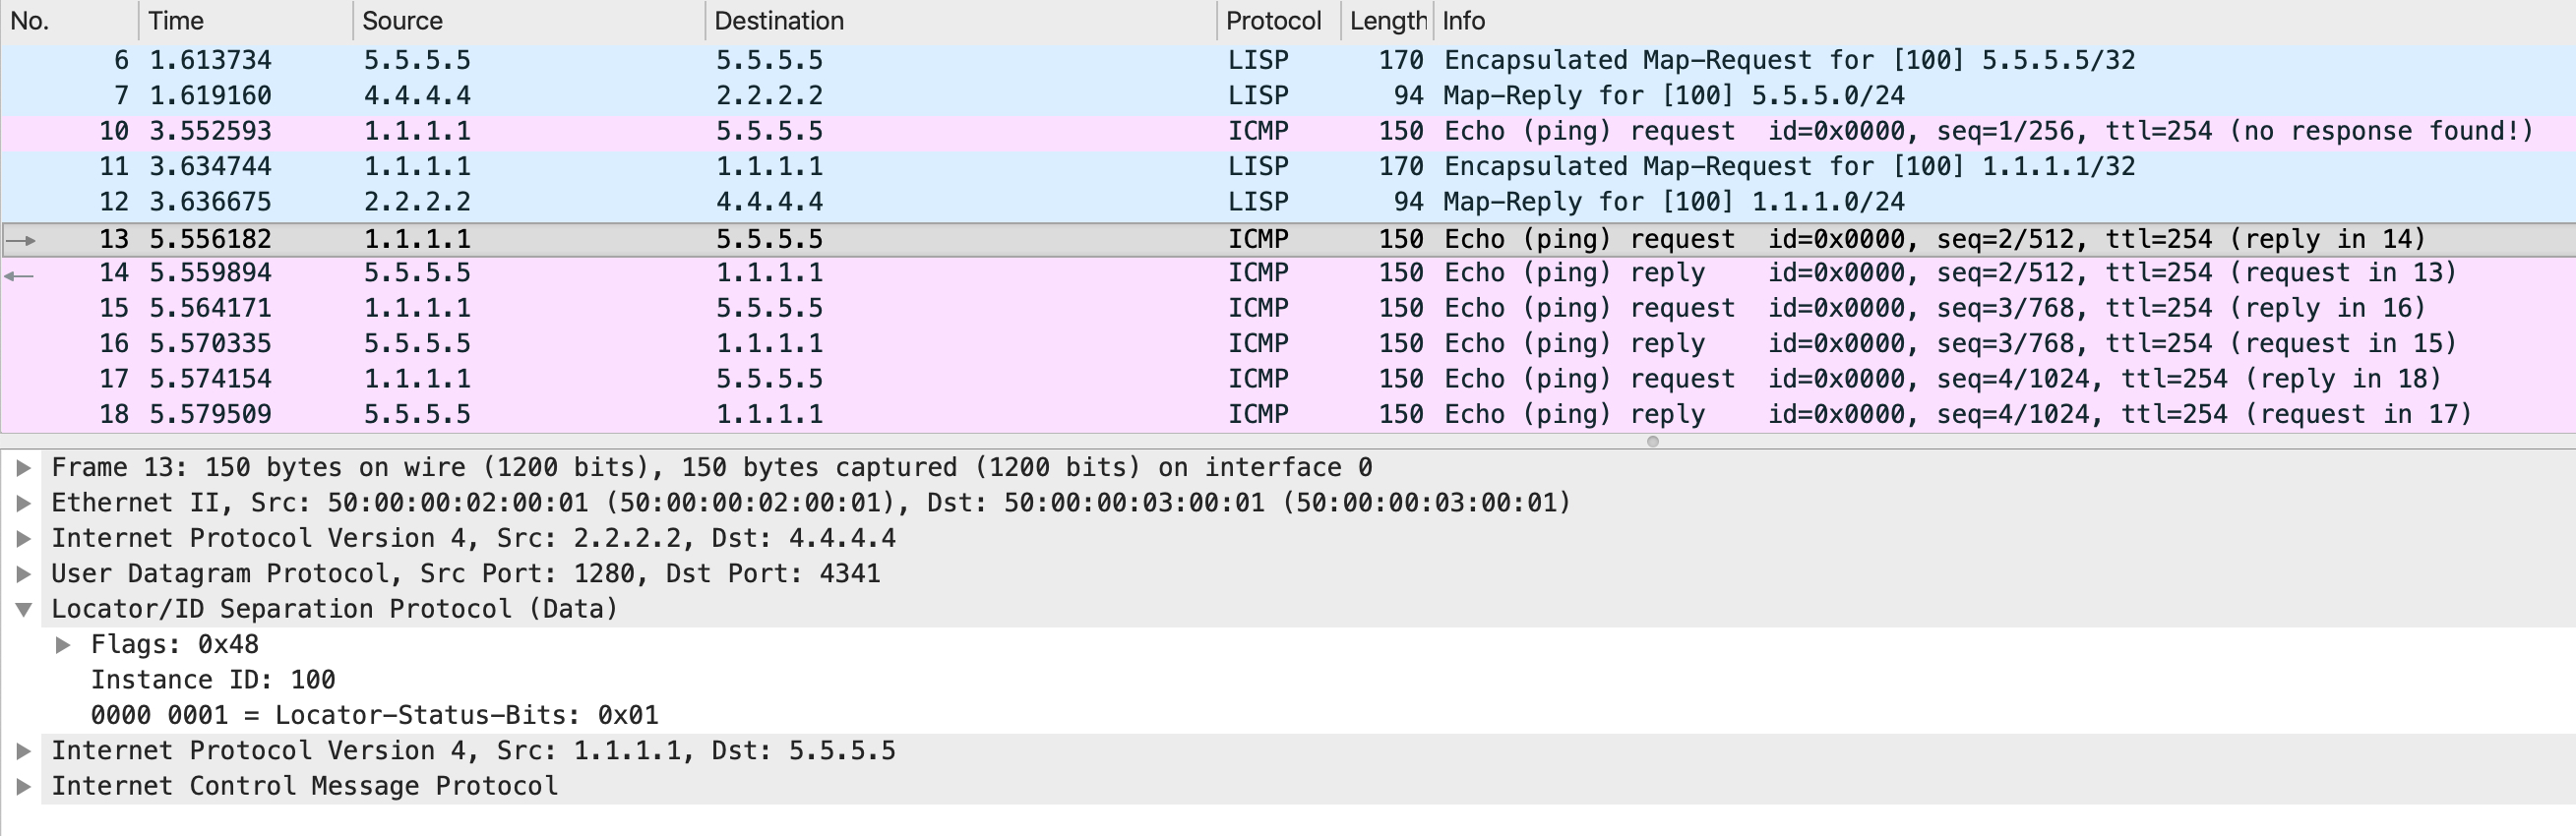 No. Time Source Destination Protocol Length Info
6 1.613734 5.5.5.5 5.5.5.5 LISP 170 Encapsulated Map-Request for [100] 5.5.5.5/32
7 1.619160 4.4.4.4 2.2.2.2 LISP 94 Map-Reply for [100] 5.5.5.0/24
10 3.552593 1.1.1.1 5.5.5.5 ICMP 150 Echo (ping) request id=0x0000, seq=1/256, ttl=254 (no response found!)
11 3.634744 1.1.1.1 1.1.1.1 LISP 170 Encapsulated Map-Request for [100] 1.1.1.1/32
12 3.636675 2.2.2.2 4.4.4.4 LISP 94 Map-Reply for [100] 1.1.1.0/24
13 5.556182 1.1.1.1 5.5.5.5 ICMP 150 Echo (ping) request id=0x0000, seq=2/512, ttl=254 (reply in 14)
14 5.559894 5.5.5.5 1.1.1.1 ICMP 150 Echo (ping) reply id=0x0000, seq=2/512, ttl=254 (request in 13)
15 5.564171 1.1.1.1 5.5.5.5 ICMP 150 Echo (ping) request id=0x0000, seq=3/768, ttl=254 (reply in 16)
16 5.570335 5.5.5.5 1.1.1.1 ICMP 150 Echo (ping) reply id=0x0000, seq=3/768, ttl=254 (request in 15)
17 5.574154 1.1.1.1 5.5.5.5 ICMP 150 Echo (ping) request id=0x0000, seq=4/1024, ttl=254 (reply in 18)
18 5.579509 5.5.5.5 1.1.1.1 ICMP 150 Echo (ping) reply id=0x0000, seq=4/1024, ttl=254 (request in 17)
Frame 13: 150 bytes on wire (1200 bits), 150 bytes captured (1200 bits) on interface 0
Ethernet II, Src: 50:00:00:02:00:01 (50:00:00:02:00:01), Dst: 50:00:00:03:00:01 (50:00:00:03:00:01)
Internet Protocol Version 4, Src: 2.2.2.2, Dst: 4.4.4.4
User Datagram Protocol, Src Port: 1280, Dst Port: 4341
Locator/ID Separation Protocol (Data)
Flags: 0x48
Instance ID: 100
0000 0001 = Locator-Status-Bits: 0x01
Internet Protocol Version 4, Src: 1.1.1.1, Dst: 5.5.5.5
Internet Control Message Protocol